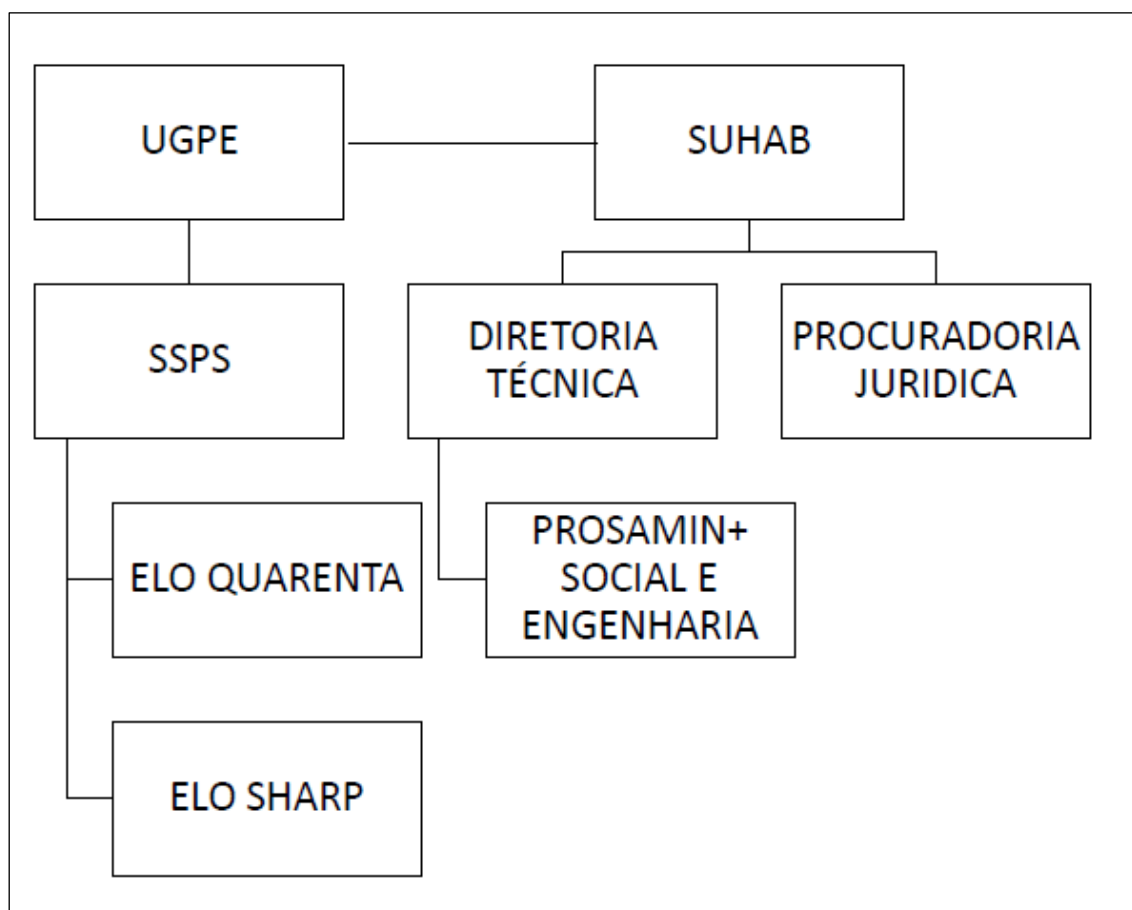 UGPE
SUHAB
SSPS
DIRETORIA
TÉCNICA
PROCURADORIA
JURIDICA
ELO QUARENTA
PROSAMIN+
SOCIAL E
ENGENHARIA
ELO SHARP